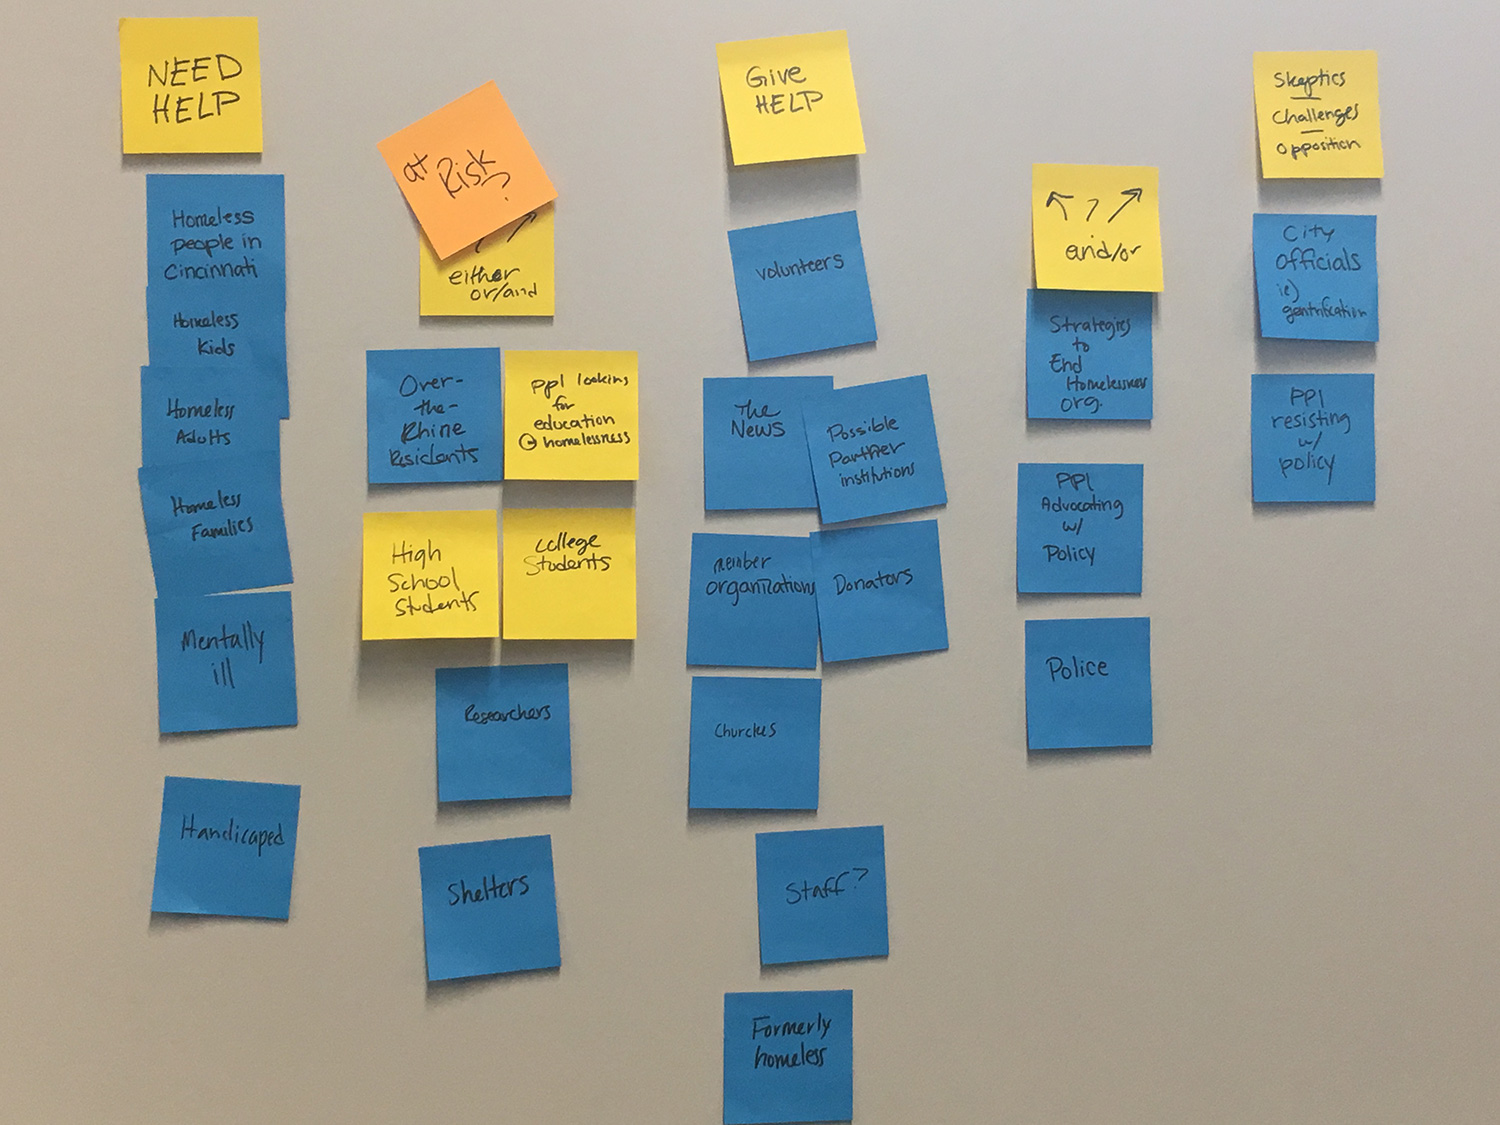 NEED
HELP
Homeless
people in
Cincinnati
Homeless
Kids
Homeless
Adults
Homeless
Families
Mentally
ill
Handicaped
at
Risk?
either
or/and
Over-
the-
Rhine
Residents
ppl looking
for
education
@ homelessness
High
School
Students
college
Students
Researchers
Shelters
Give
HELP
volunteers
The
News
Possible
Partner
institutions
member
organizations
Donators
Churches
Staff?
Formerly
homeless
?
and/or
Strategies
to
End
Homelessness
org.
PPl
Advocating
w/
Policy
Police
Skeptics
Challenges
opposition
City
officials
ie)
gentrification
PPl
resisting
w/
policy